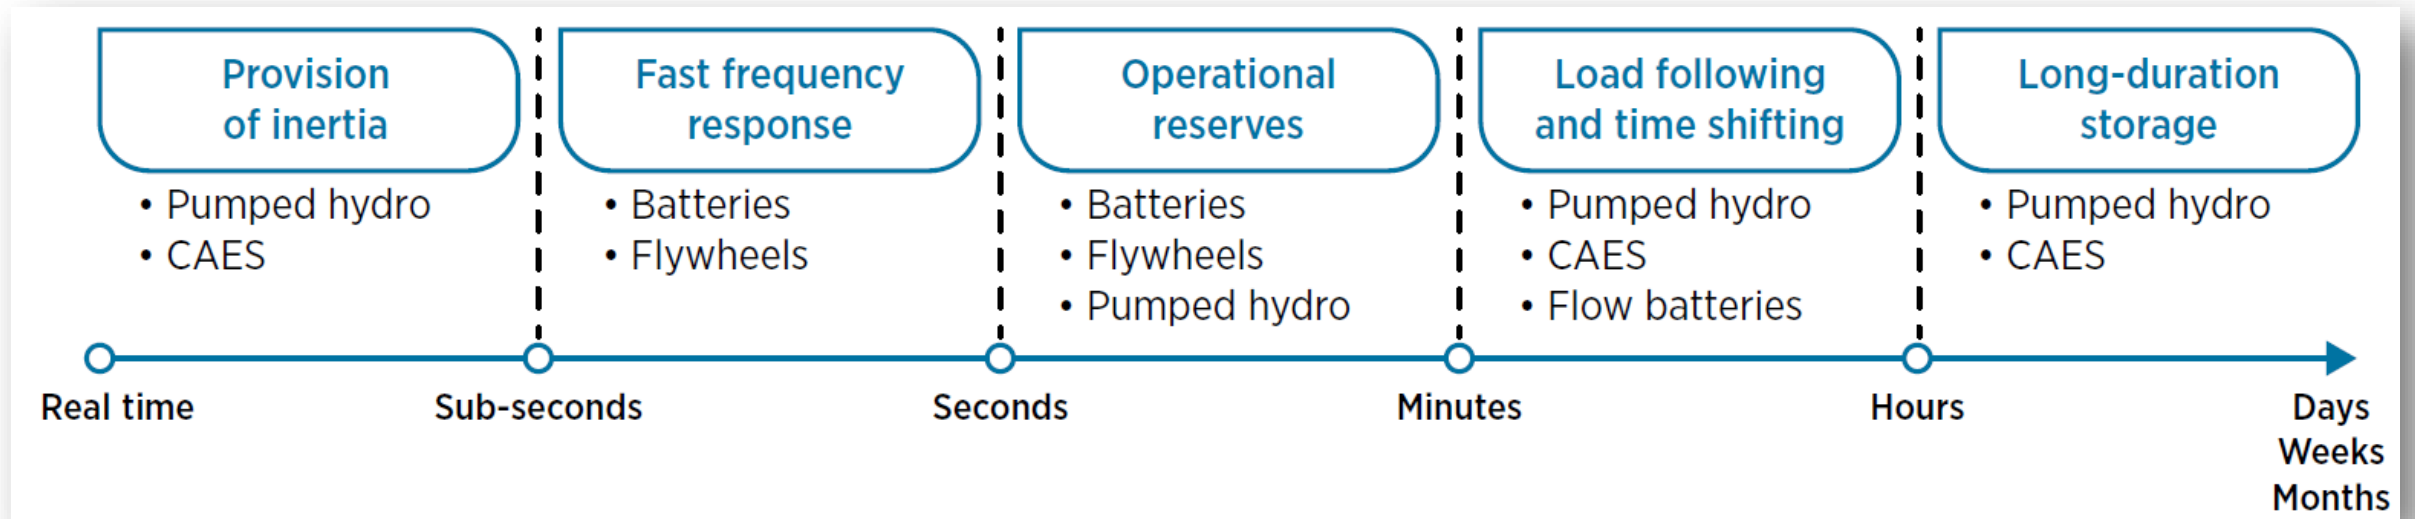 Provision
of inertia
• Pumped hydro
• CAES
Fast frequency
response
• Batteries
• Flywheels
Operational
reserves
• Batteries
• Flywheels
• Pumped hydro
Load following
and time shifting
• Pumped hydro
• CAES
• Flow batteries
Long-duration
storage
• Pumped hydro
• CAES
Real time
Sub-seconds
Seconds
Minutes
Hours
Days
Weeks
Months